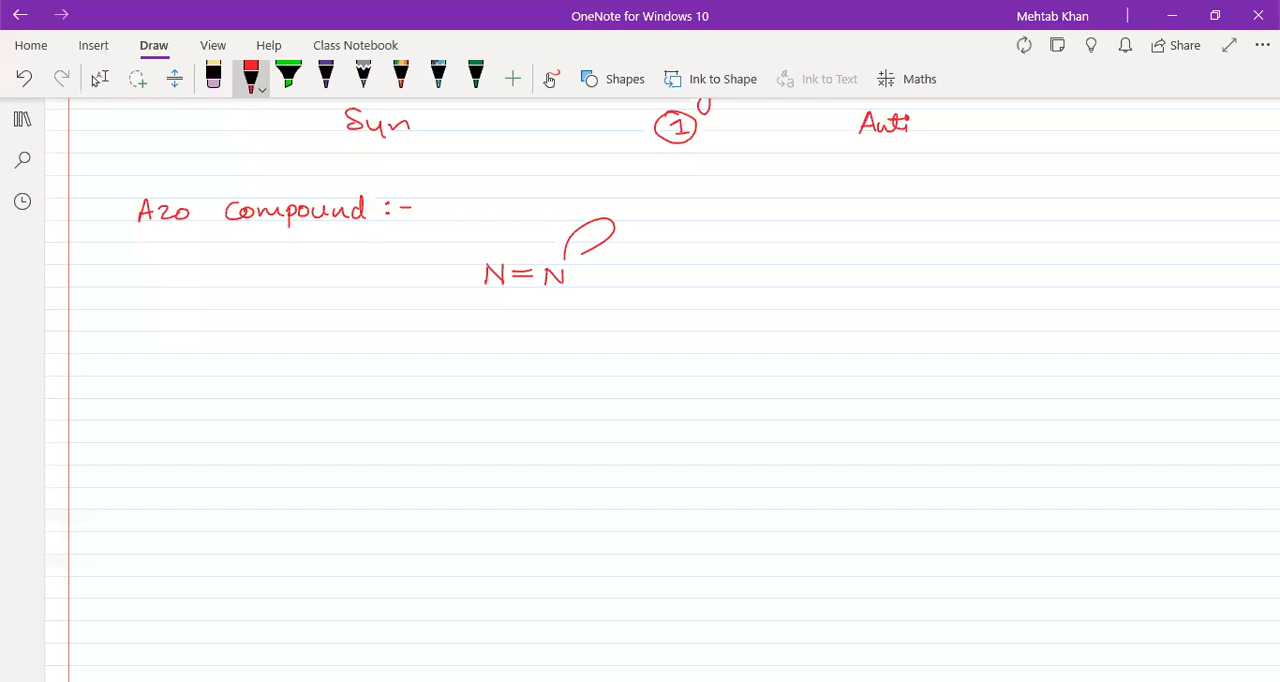 OneNote for Windows 10 Mehtab Khan
Home Insert Draw View Help Class Notebook Share
Shapes Ink to Shape Ink to Text Maths
Syn 1 Anti
Azo Compound :-
N=N